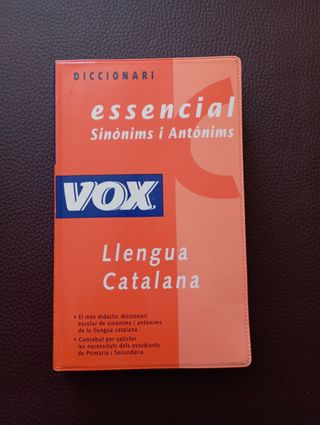 DICCIONARI
essencial
Sinònims i Antònims
VOX
Llengua
Catalana
• El més didàctic diccionari
escolar de sinònims i antònims
de la llengua catalana
• Concebut per satisfer
les necessitats dels estudiants
de Primària i Secundària